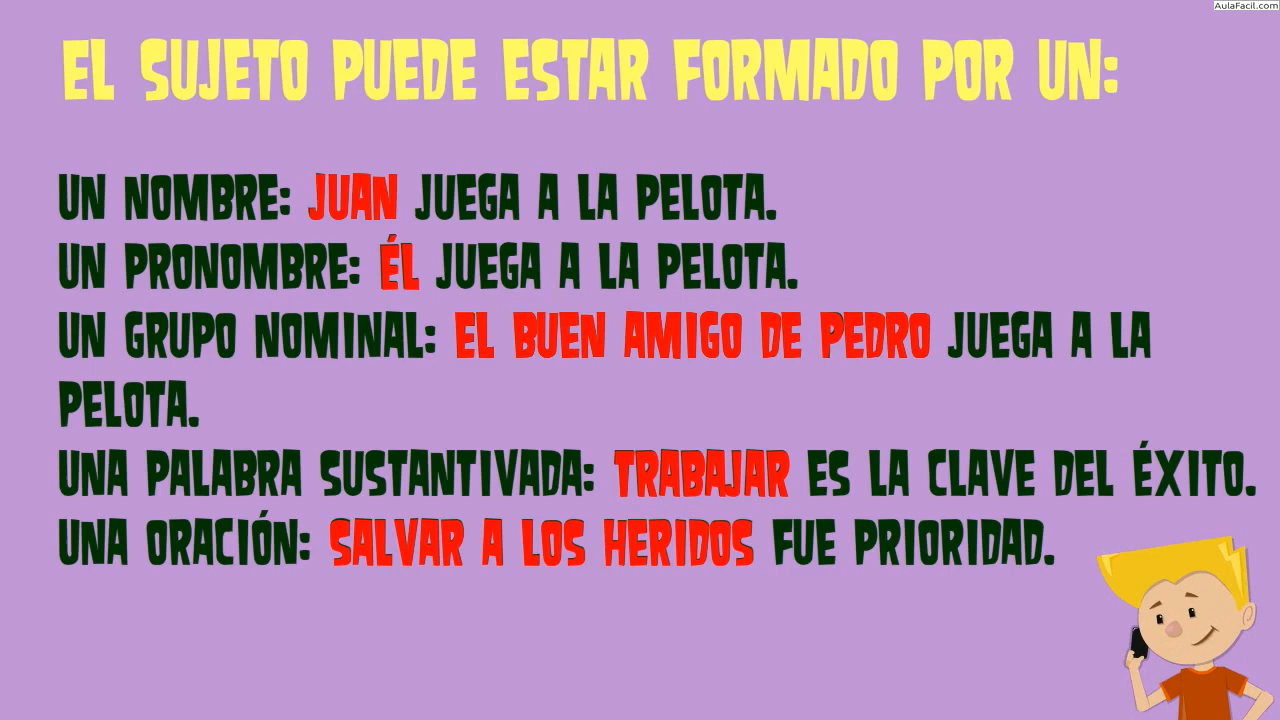 AulaFacil.com
EL SUJETO PUEDE ESTAR FORMADO POR UN:
UN NOMBRE: JUAN JUEGA A LA PELOTA.
UN PRONOMBRE: ÉL JUEGA A LA PELOTA.
UN GRUPO NOMINAL: EL BUEN AMIGO DE PEDRO JUEGA A LA
PELOTA.
UNA PALABRA SUSTANTIVADA: TRABAJAR ES LA CLAVE DEL ÉXITO.
UNA ORACIÓN: SALVAR A LOS HERIDOS FUE PRIORIDAD.